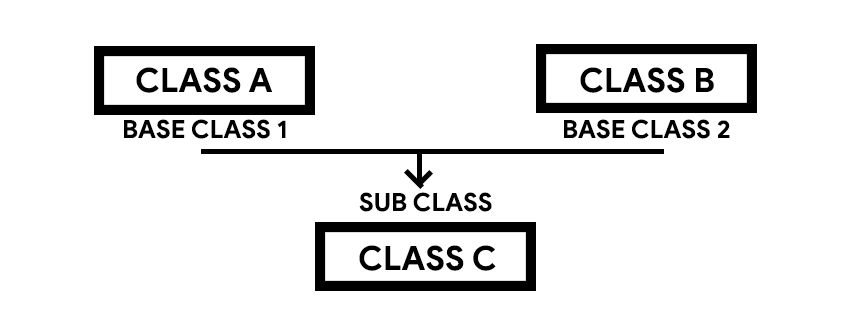 CLASS A
CLASS B
BASE CLASS 1
BASE CLASS 2
SUB CLASS
CLASS C